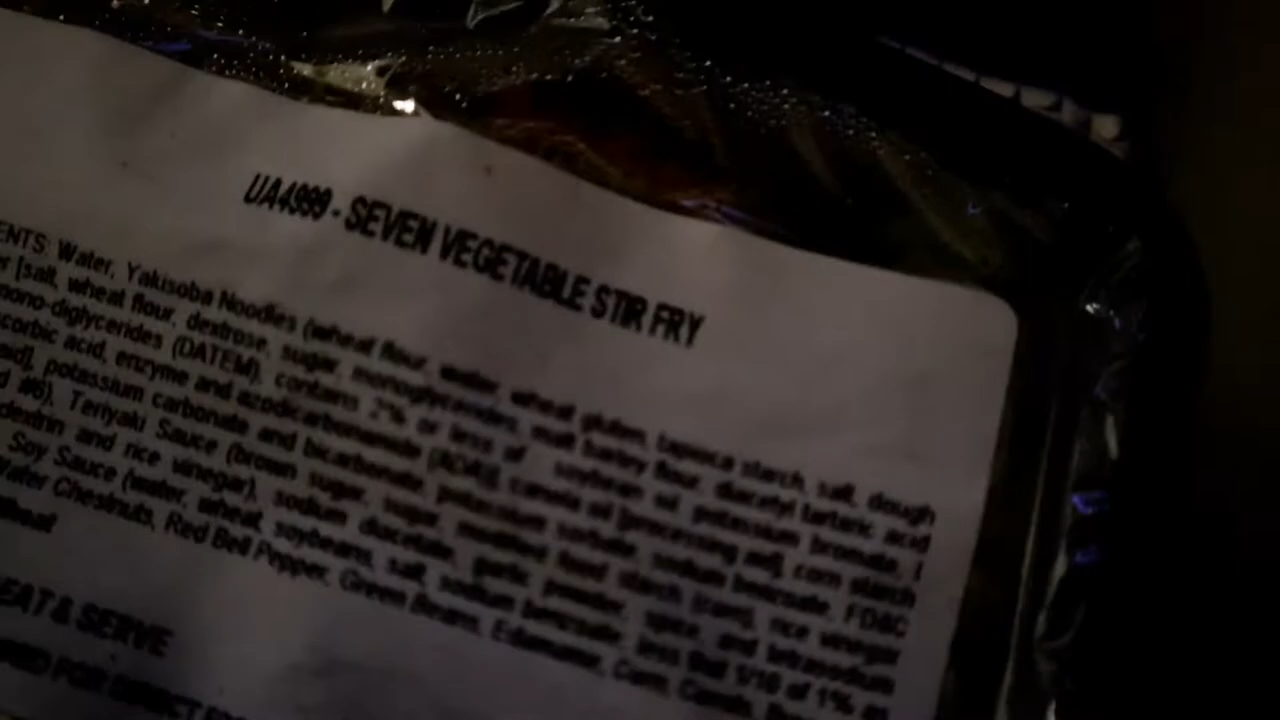 UA4999 - SEVEN VEGETABLE STIR FRY
ENTS: Water, Yakisoba Noodles (wheat flour, water, wheat gluten, tapioca starch, salt, dough
[salt, wheat flour, dextrose, sugar, monoglycerides, malt barley flour, diacetyl tartaric acid
mono-diglycerides (DATEM), contains 2% or less of soybean oil, potassium bromate,
scorbic acid, enzyme and azodicarbonamide (ADA)], canola oil [processing aid], corn starch
potassium carbonate and bicarbonate, potassium sorbate, sodium benzoate, FD&C
#6), Teriyaki Sauce (brown sugar, sugar, modified food starch (corn), rice vinegar
dextrin and rice vinegar), sodium diacetate, garlic powder, spice, and tetrasodium
Soy Sauce (water, wheat, soybeans, salt, sodium benzoate, less that 1/10 of 1% as
Water Chestnuts, Red Bell Pepper, Green Beans, Edamame, Corn, Carrots,
EAT & SERVE
FOR DIRECT